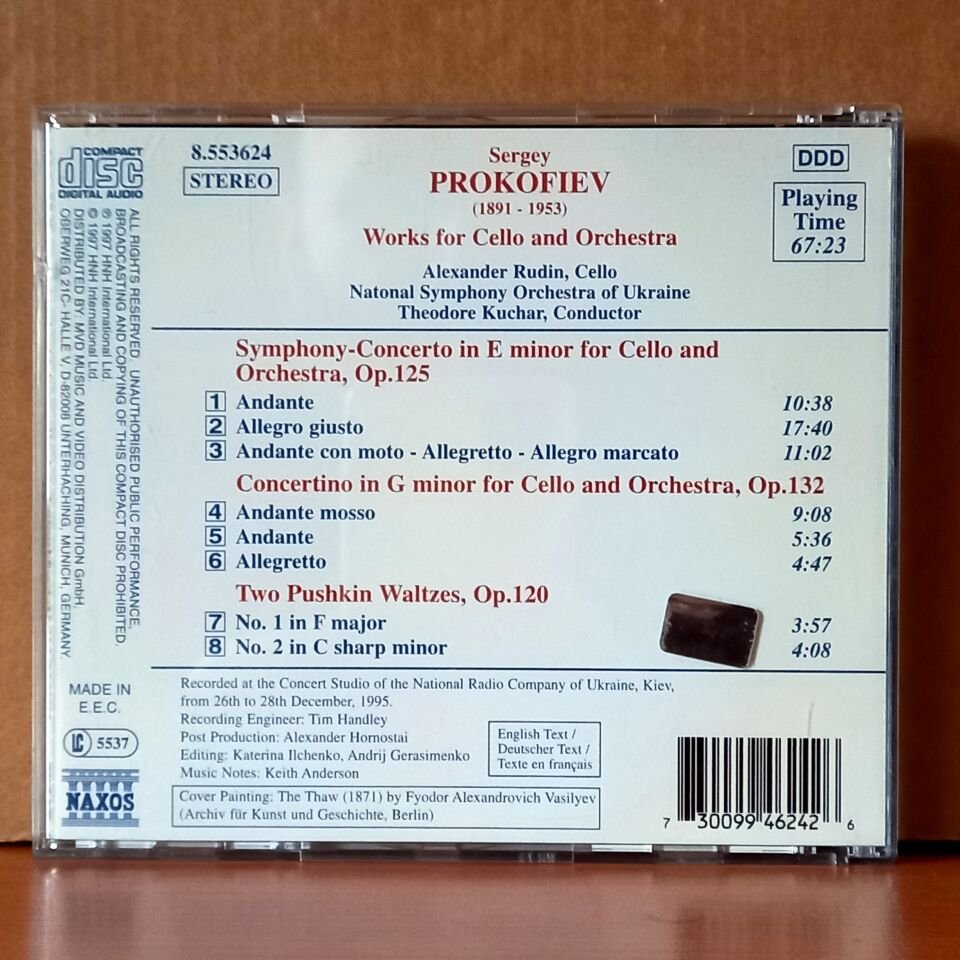 COMPACT
disc
DIGITAL AUDIO
8.553624
STEREO
Sergey
PROKOFIEV
(1891 - 1953)
Works for Cello and Orchestra
DDD
Playing
Time
67:23
Alexander Rudin, Cello
Natonal Symphony Orchestra of Ukraine
Theodore Kuchar, Conductor
Symphony-Concerto in E minor for Cello and
Orchestra, Op.125
1 Andante 10:38
2 Allegro giusto 17:40
3 Andante con moto - Allegretto - Allegro marcato 11:02
Concertino in G minor for Cello and Orchestra, Op.132
4 Andante mosso 9:08
5 Andante 5:36
6 Allegretto 4:47
Two Pushkin Waltzes, Op.120
7 No. 1 in F major 3:57
8 No. 2 in C sharp minor 4:08
Recorded at the Concert Studio of the National Radio Company of Ukraine, Kiev,
from 26th to 28th December, 1995.
Recording Engineer: Tim Handley
Post Production: Alexander Hornostai
Editing: Katerina Ilchenko, Andrij Gerasimenko
Music Notes: Keith Anderson
English Text /
Deutscher Text /
Texte en français
Cover Painting: The Thaw (1871) by Fyodor Alexandrovich Vasilyev
(Archiv für Kunst und Geschichte, Berlin)
7 30099 46242 6
ALL RIGHTS RESERVED. UNAUTHORISED PUBLIC PERFORMANCE,
BROADCASTING AND COPYING OF THIS COMPACT DISC PROHIBITED.
℗ 1997 HNH International Ltd.
© 1997 HNH International Ltd.
DISTRIBUTED BY: MVD MUSIC AND VIDEO DISTRIBUTION GmbH,
OBERWEG 21C- HALLE V, D-82008 UNTERHACHING, MUNICH, GERMANY.
MADE IN
E.E.C.
LC 5537
NAXOS